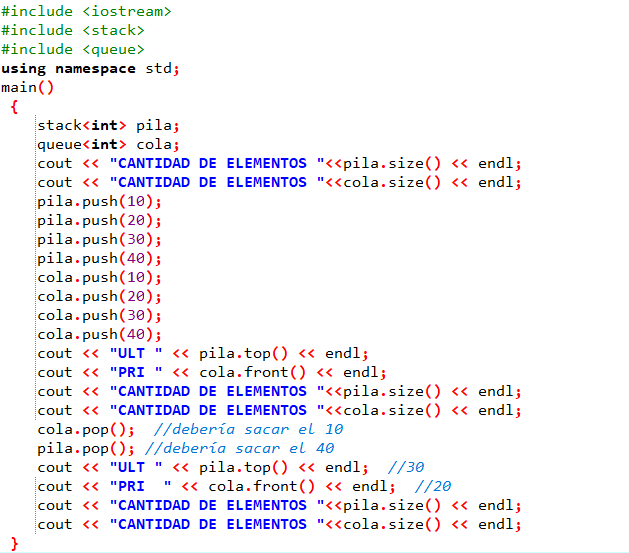 #include <iostream>
#include <stack>
#include <queue>
using namespace std;
main()
{
stack<int> pila;
queue<int> cola;
cout << "CANTIDAD DE ELEMENTOS "<<pila.size() << endl;
cout << "CANTIDAD DE ELEMENTOS "<<cola.size() << endl;
pila.push(10);
pila.push(20);
pila.push(30);
pila.push(40);
cola.push(10);
cola.push(20);
cola.push(30);
cola.push(40);
cout << "ULT " << pila.top() << endl;
cout << "PRI " << cola.front() << endl;
cout << "CANTIDAD DE ELEMENTOS "<<pila.size() << endl;
cout << "CANTIDAD DE ELEMENTOS "<<cola.size() << endl;
cola.pop();  //debería sacar el 10
pila.pop(); //debería sacar el 40
cout << "ULT " << pila.top() << endl;  //30
cout << "PRI  " << cola.front() << endl;  //20
cout << "CANTIDAD DE ELEMENTOS "<<pila.size() << endl;
cout << "CANTIDAD DE ELEMENTOS "<<cola.size() << endl;
}